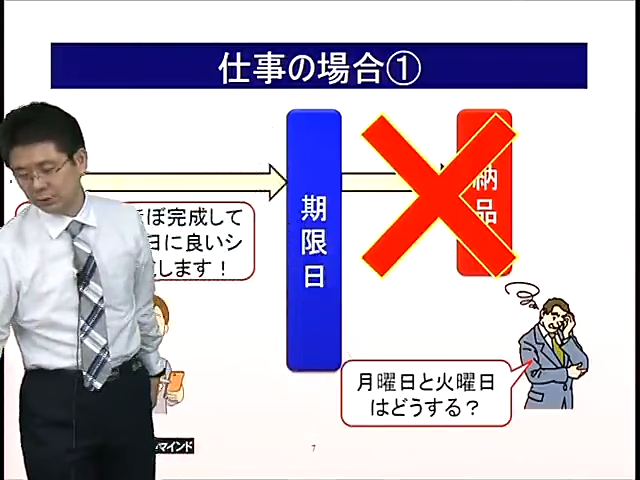 仕事の場合①
期限日
納品
ぼ完成して
日に良いシ
します！
月曜日と火曜日
はどうする？
マインド
7